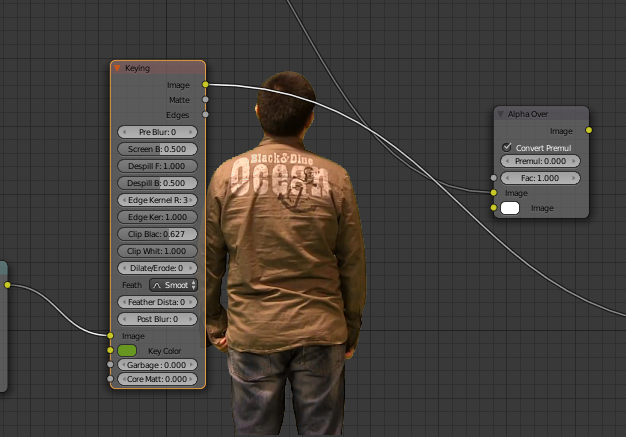 Keying
Image
Matte
Edges
Pre Blur: 0
Screen B: 0.500
Despill F: 1.000
Despill B: 0.500
Edge Kernel R: 3
Edge Ker: 1.000
Clip Blac: 0.627
Clip Whit: 1.000
Dilate/Erode: 0
Feath Smoot
Feather Dista: 0
Post Blur: 0
Image
Key Color
Garbage : 0.000
Core Matt: 0.000
Black&Blue
Ocean
Alpha Over
Image
Convert Premul
Premul: 0.000
Fac: 1.000
Image
Image